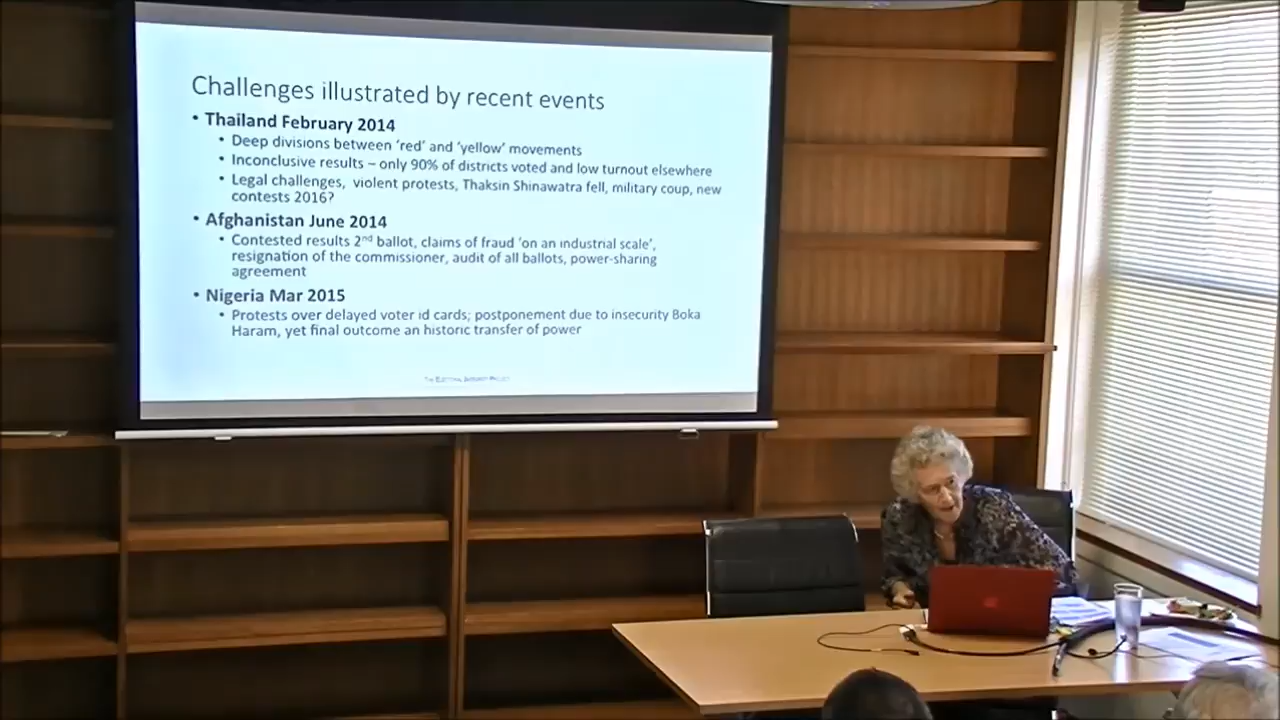 Challenges illustrated by recent events
• Thailand February 2014
• Deep divisions between 'red' and 'yellow' movements
• Inconclusive results – only 90% of districts voted and low turnout elsewhere
• Legal challenges, violent protests, Thaksin Shinawatra fell, military coup, new
contests 2016?
• Afghanistan June 2014
• Contested results 2nd ballot, claims of fraud 'on an industrial scale',
resignation of the commissioner, audit of all ballots, power-sharing
agreement
• Nigeria Mar 2015
• Protests over delayed voter id cards; postponement due to insecurity Boka
Haram, yet final outcome an historic transfer of power
THE ELECTORAL INTEGRITY PROJECT